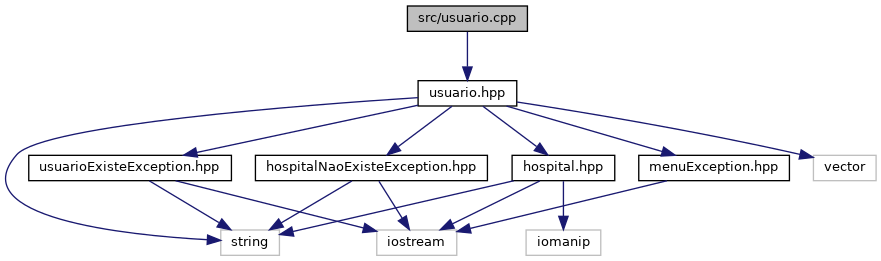 src/usuario.cpp
usuario.hpp
usuarioExisteException.hpp
hospitalNaoExisteException.hpp
hospital.hpp
menuException.hpp
vector
string
iostream
iomanip